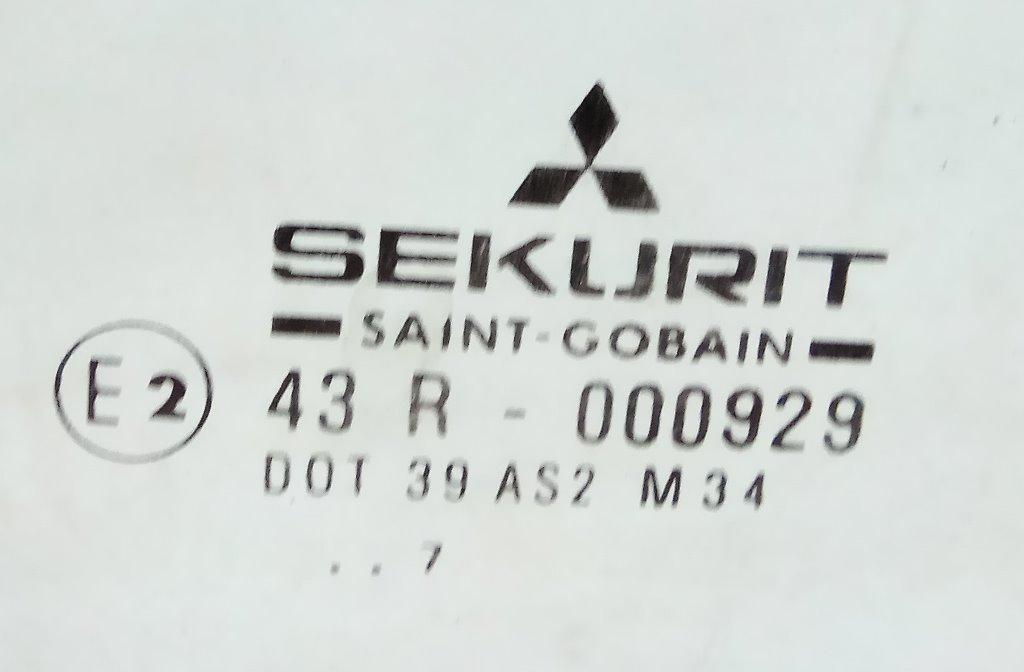 SEKURIT
SAINT-GOBAIN
E2 43 R - 000929
DOT 39 AS2 M34
. . 7